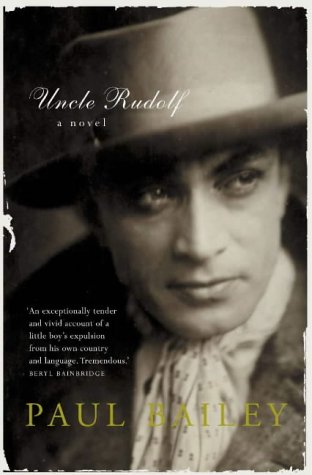 Uncle Rudolf
a novel
'An exceptionally tender
and vivid account of a
little boy's expulsion
from his own country
and language. Tremendous.'
BERYL BAINBRIDGE
PAUL BAILEY